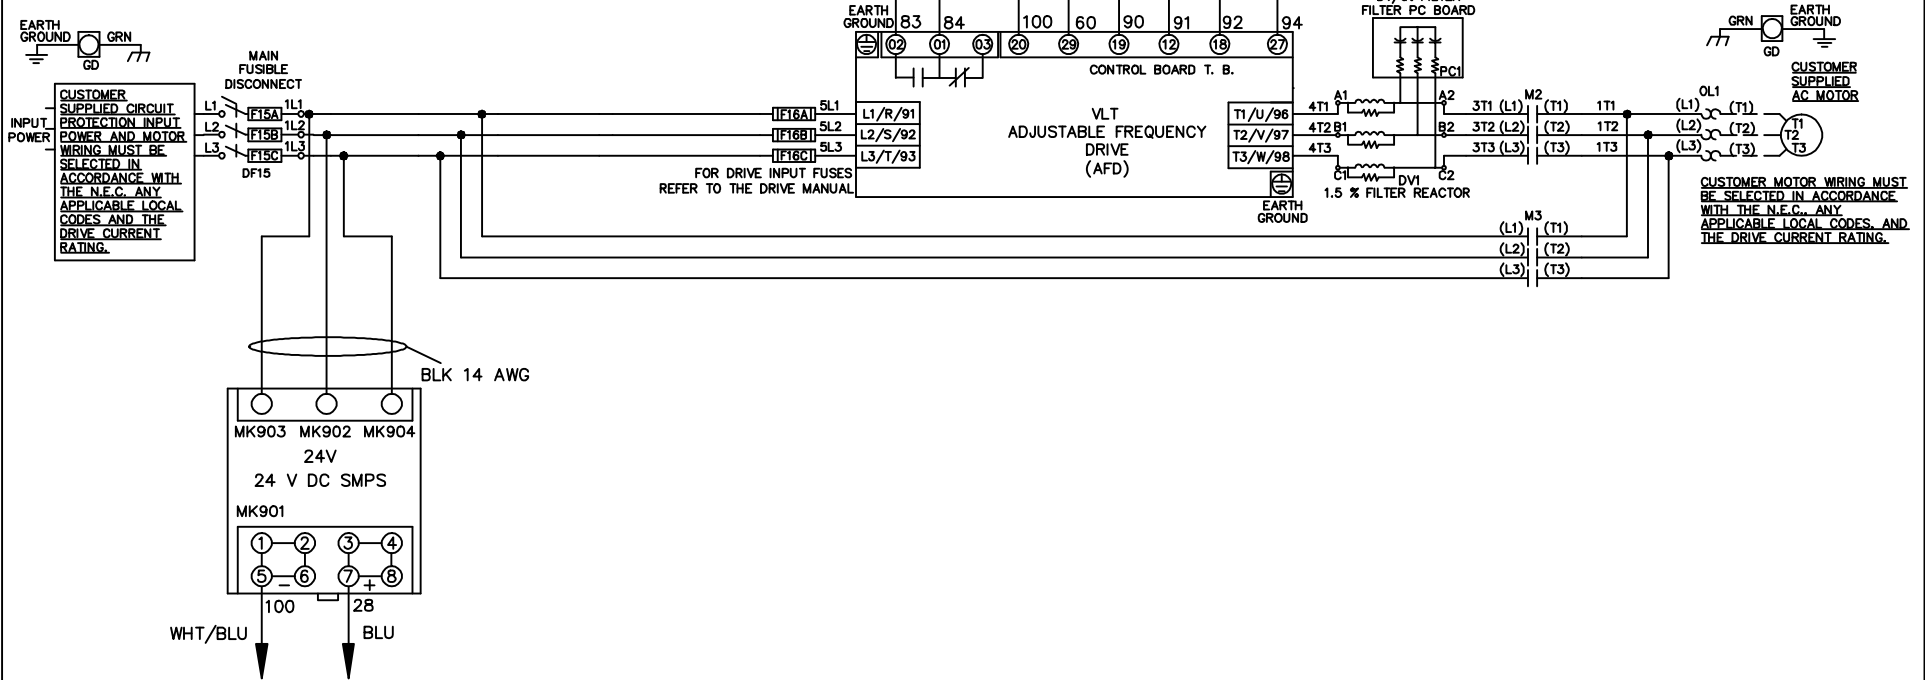 EARTH
GROUND
GRN
GD
INPUT
POWER
CUSTOMER
SUPPLIED CIRCUIT
PROTECTION INPUT
POWER AND MOTOR
WIRING MUST BE
SELECTED IN
ACCORDANCE WITH
THE N.E.C. ANY
APPLICABLE LOCAL
CODES AND THE
DRIVE CURRENT
RATING.
MAIN
FUSIBLE
DISCONNECT
L1 F15A 1L1
L2 F15B 1L2
L3 F15C 1L3
DF15
EARTH
GROUND
83 84 100 60 90 91 92 94
02 01 03 20 29 19 12 18 27
CONTROL BOARD T. B.
F16A 5L1 L1/R/91
F16B 5L2 L2/S/92
F16C 5L3 L3/T/93
FOR DRIVE INPUT FUSES
REFER TO THE DRIVE MANUAL
VLT
ADJUSTABLE FREQUENCY
DRIVE
(AFD)
T1/U/96 4T1
T2/V/97 4T2
T3/W/98 4T3
EARTH
GROUND
FILTER PC BOARD
PC1
A1 A2
B1 B2
C1 C2
DV1
1.5 % FILTER REACTOR
M2
3T1 (L1) (T1) 1T1
3T2 (L2) (T2) 1T2
3T3 (L3) (T3) 1T3
M3
(L1) (T1)
(L2) (T2)
(L3) (T3)
OL1
(L1) (T1)
(L2) (T2)
(L3) (T3)
T1
T2
T3
GRN
GD
EARTH
GROUND
CUSTOMER
SUPPLIED
AC MOTOR
CUSTOMER MOTOR WIRING MUST
BE SELECTED IN ACCORDANCE
WITH THE N.E.C., ANY
APPLICABLE LOCAL CODES, AND
THE DRIVE CURRENT RATING.
BLK 14 AWG
MK903 MK902 MK904
24V
24 V DC SMPS
MK901
1 2 3 4
5 6 7 8
− +
100 28
WHT/BLU BLU